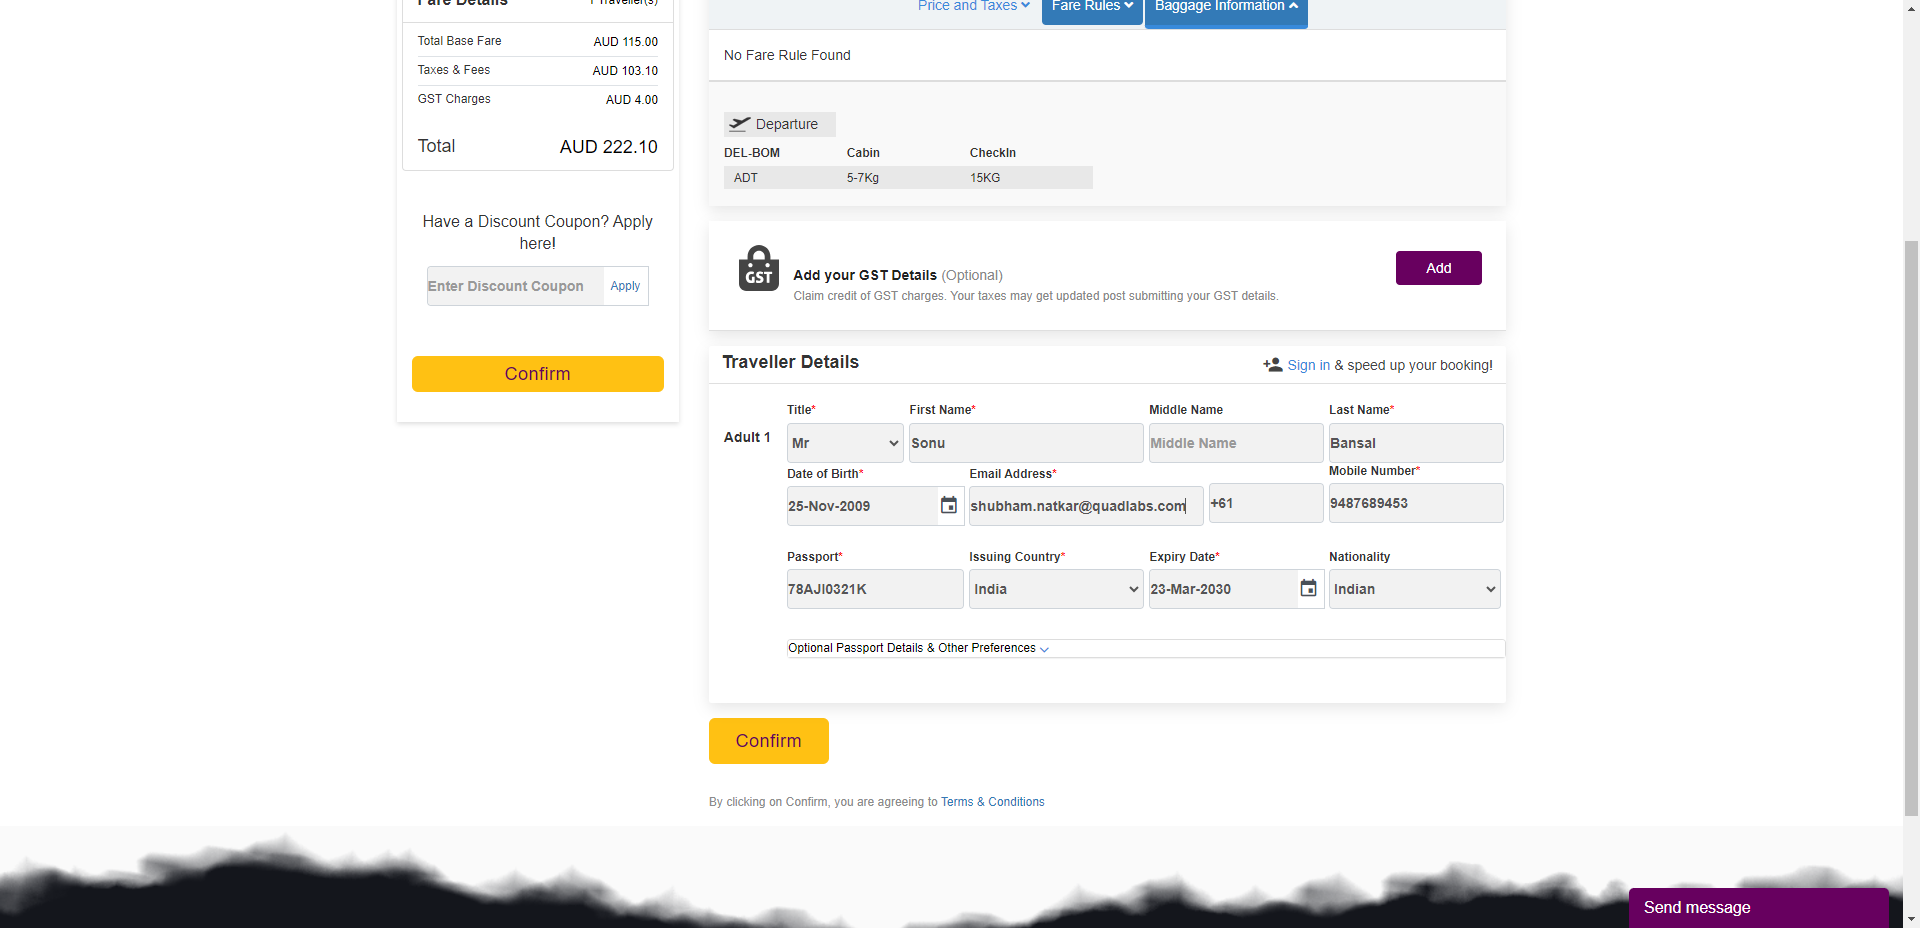 Fare Details 1 Traveller(s)
Total Base Fare AUD 115.00
Taxes & Fees AUD 103.10
GST Charges AUD 4.00
Total AUD 222.10
Have a Discount Coupon? Apply
here!
Enter Discount Coupon Apply
Confirm
Price and Taxes Fare Rules Baggage Information
No Fare Rule Found
Departure
DEL-BOM Cabin CheckIn
ADT 5-7Kg 15KG
GST
Add your GST Details (Optional)
Claim credit of GST charges. Your taxes may get updated post submitting your GST details.
Add
Traveller Details
Sign in & speed up your booking!
Title* First Name* Middle Name Last Name*
Adult 1 Mr Sonu Middle Name Bansal
Date of Birth* Email Address* Mobile Number*
25-Nov-2009 shubham.natkar@quadlabs.com +61 9487689453
Passport* Issuing Country* Expiry Date* Nationality
78AJI0321K India 23-Mar-2030 Indian
Optional Passport Details & Other Preferences
Confirm
By clicking on Confirm, you are agreeing to Terms & Conditions
Send message